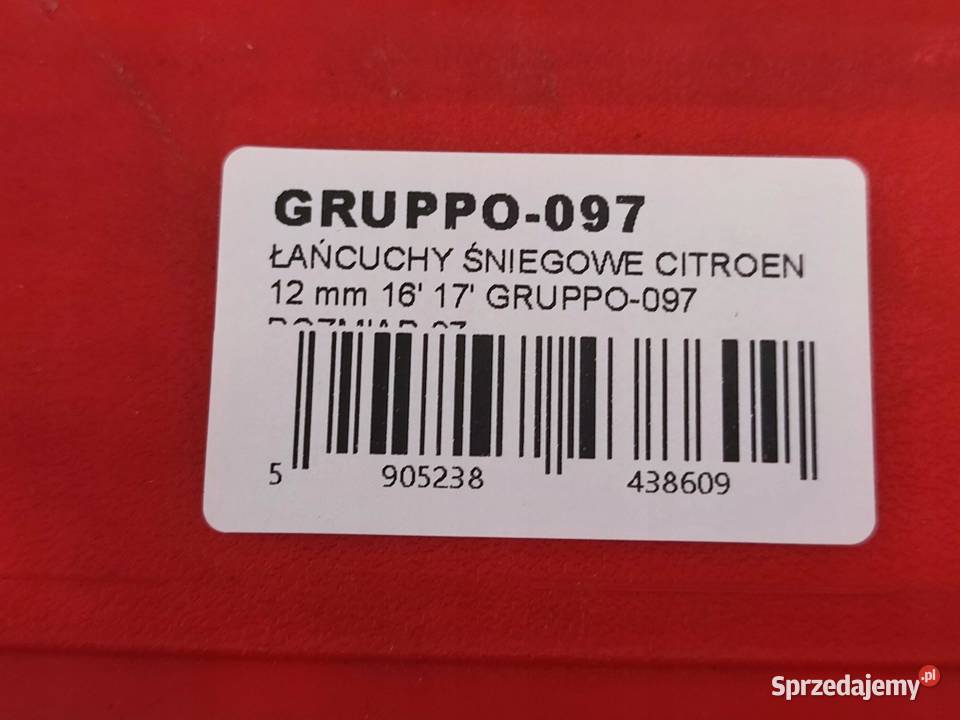 GRUPPO-097
ŁAŃCUCHY ŚNIEGOWE CITROEN
12 mm 16' 17' GRUPPO-097
5 905238 438609
Sprzedajemy.pl